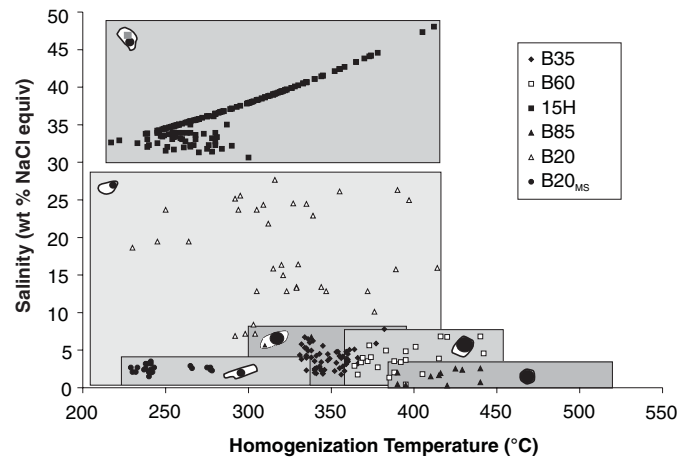 50
45
40
35
30
25
20
15
10
5
0
Salinity (wt % NaCl equiv)
B35
B60
15H
B85
B20
B20MS
200 250 300 350 400 450 500 550
Homogenization Temperature (°C)